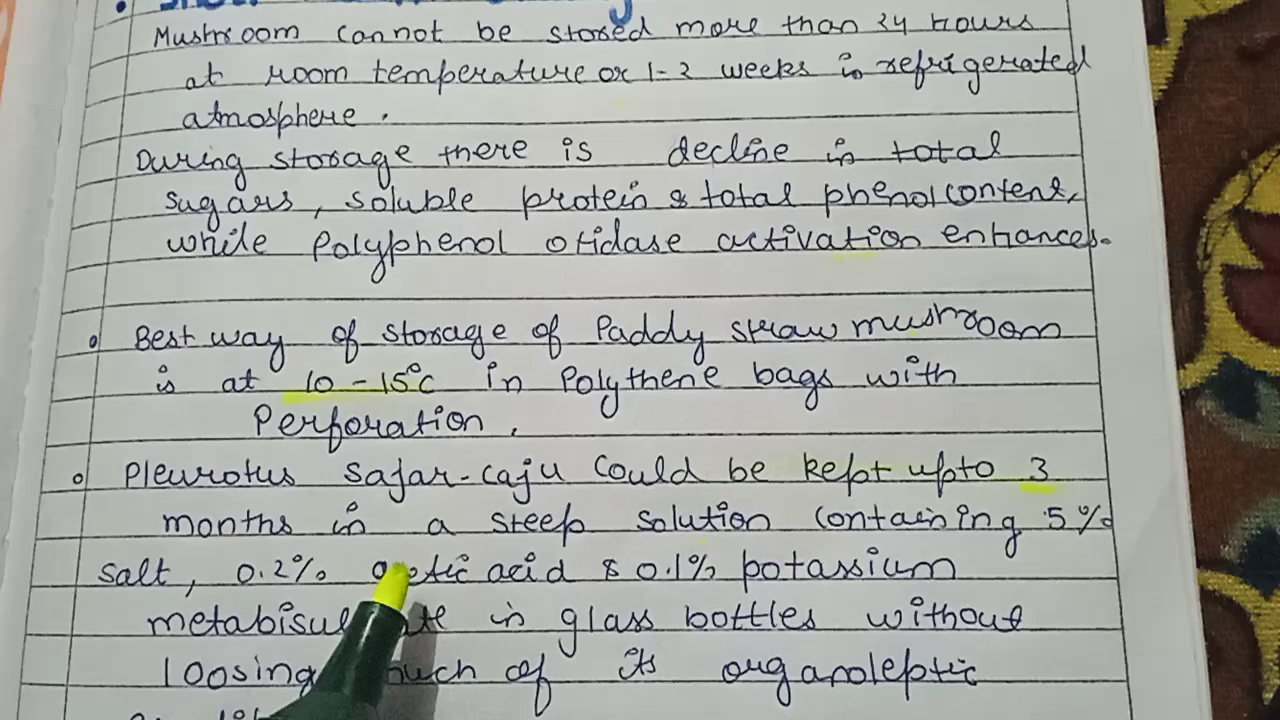 Mushroom cannot be stored more than 24 hours
at room temperature or 1-2 weeks in refrigerated
atmosphere.
During storage there is decline in total
sugars, soluble protein & total phenol content,
while Polyphenol otidase activation enhances.
Best way of storage of Paddy straw mushroom
is at 10-15°C in Polythene bags with
Perforation.
Pleurotus Sajar-caju could be kept upto 3
months in a steep solution containing 5%
salt, 0.2% acid & 0.1% potassium
in glass bottles without
loosing of its organoleptic